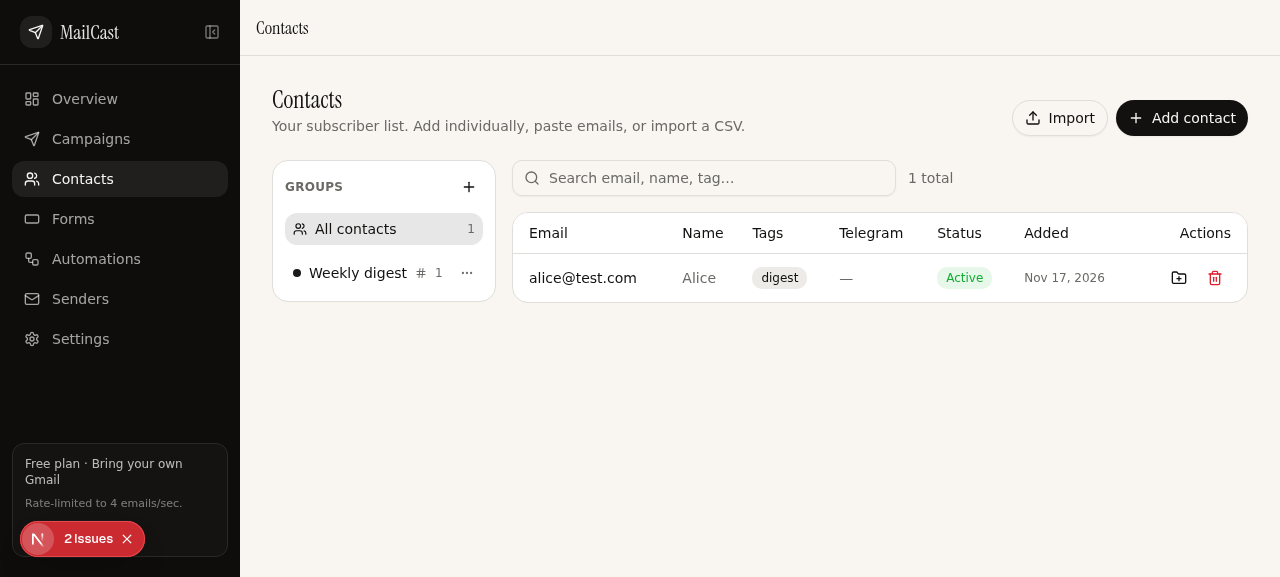 MailCast
Overview
Campaigns
Contacts
Forms
Automations
Senders
Settings
Free plan · Bring your own
Gmail
Rate-limited to 4 emails/sec.
N
2 Issues
Contacts
Contacts
Your subscriber list. Add individually, paste emails, or import a CSV.
Import
Add contact
GROUPS
All contacts 1
Weekly digest # 1 ···
Search email, name, tag...
1 total
Email Name Tags Telegram Status Added Actions
alice@test.com Alice digest — Active Nov 17, 2026